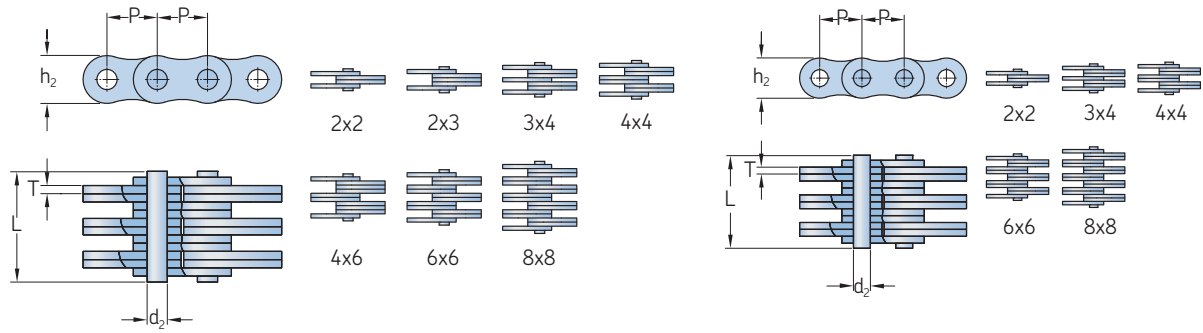 P P
h₂
2x2 2x3 3x4 4x4
T
L
d₂
4x6 6x6 8x8
P P
h₂
2x2 3x4 4x4
T
L
d₂
6x6 8x8